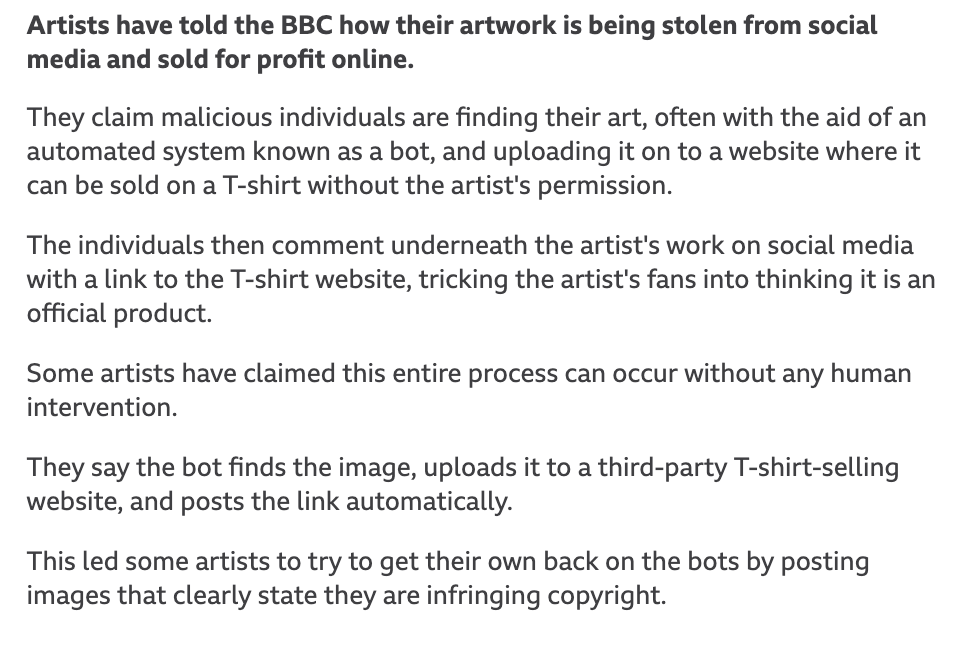 Artists have told the BBC how their artwork is being stolen from social
media and sold for profit online.
They claim malicious individuals are finding their art, often with the aid of an
automated system known as a bot, and uploading it on to a website where it
can be sold on a T-shirt without the artist's permission.
The individuals then comment underneath the artist's work on social media
with a link to the T-shirt website, tricking the artist's fans into thinking it is an
official product.
Some artists have claimed this entire process can occur without any human
intervention.
They say the bot finds the image, uploads it to a third-party T-shirt-selling
website, and posts the link automatically.
This led some artists to try to get their own back on the bots by posting
images that clearly state they are infringing copyright.